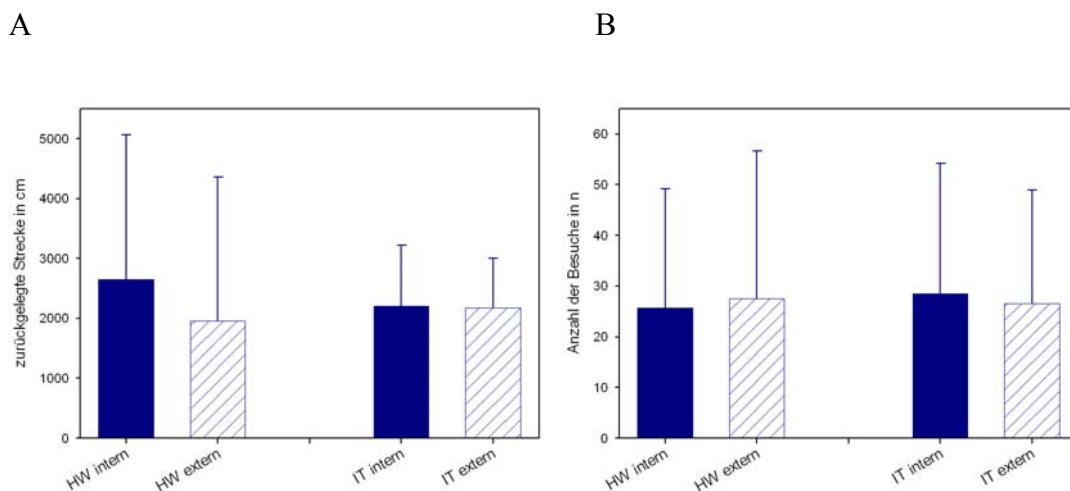 A
B
zurückgelegte Strecke in cm
5000
4000
3000
2000
1000
0
HW intern
HW extern
IT intern
IT extern
Anzahl der Besuche in n
60
50
40
30
20
10
0
HW intern
HW extern
IT intern
IT extern